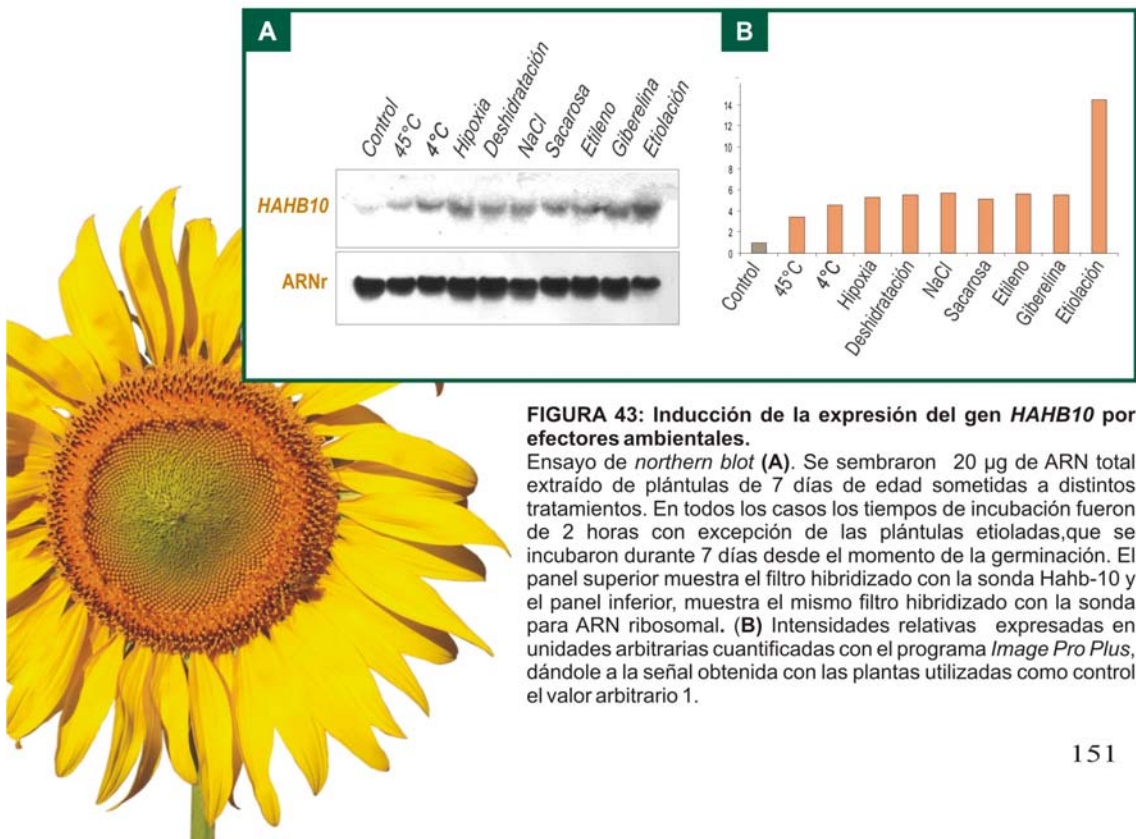 A
Control
45°C
4°C
Hipoxia
Deshidratación
NaCl
Sacarosa
Etileno
Giberelina
Etiolación
HAHB10
ARNr
B
14
12
10
8
6
4
2
0
Control
45°C
4°C
Hipoxia
Deshidratación
NaCl
Sacarosa
Etileno
Giberelina
Etiolación
FIGURA 43: Inducción de la expresión del gen HAHB10 por
efectores ambientales.
Ensayo de northern blot (A). Se sembraron 20 µg de ARN total
extraído de plántulas de 7 días de edad sometidas a distintos
tratamientos. En todos los casos los tiempos de incubación fueron
de 2 horas con excepción de las plántulas etioladas,que se
incubaron durante 7 días desde el momento de la germinación. El
panel superior muestra el filtro hibridizado con la sonda Hahb-10 y
el panel inferior, muestra el mismo filtro hibridizado con la sonda
para ARN ribosomal. (B) Intensidades relativas expresadas en
unidades arbitrarias cuantificadas con el programa Image Pro Plus,
dándole a la señal obtenida con las plantas utilizadas como control
el valor arbitrario 1.
151